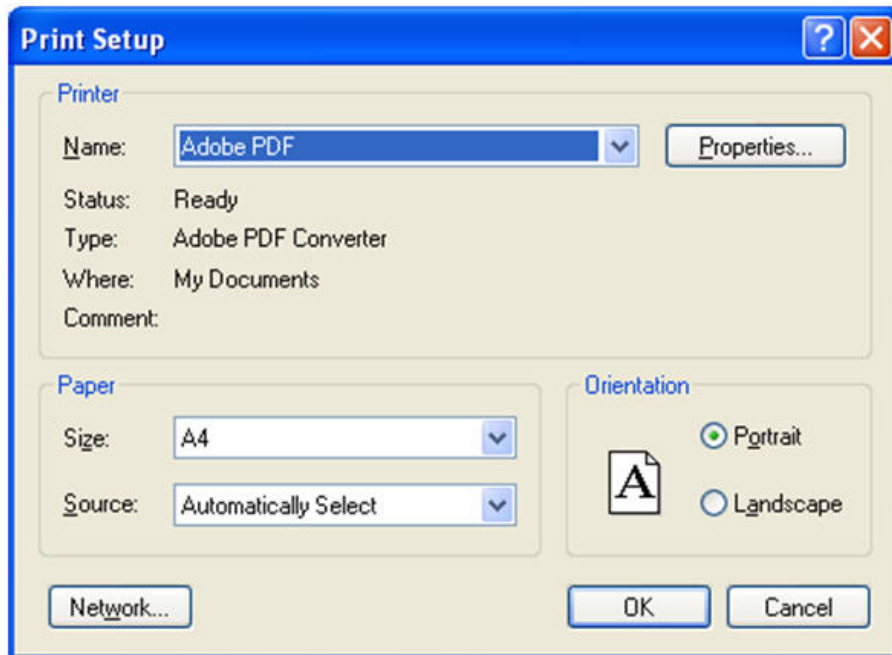 Print Setup
Printer
Name: Adobe PDF Properties...
Status: Ready
Type: Adobe PDF Converter
Where: My Documents
Comment:
Paper
Size: A4
Source: Automatically Select
Orientation
A
Portrait
Landscape
Network... OK Cancel